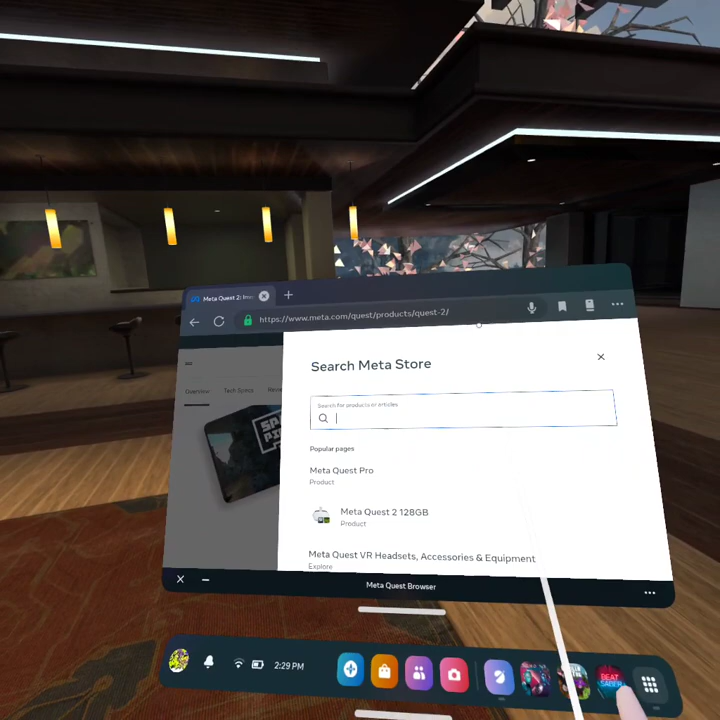 Meta Quest 2: Im
https://www.meta.com/quest/products/quest-2/
Search Meta Store
Overview
Tech Specs
Search for products or articles
Popular pages
Meta Quest Pro
Product
Meta Quest 2 128GB
Product
Meta Quest VR Headsets, Accessories & Equipment
Explore
Meta Quest Browser
2:29 PM
BEAT
SABER